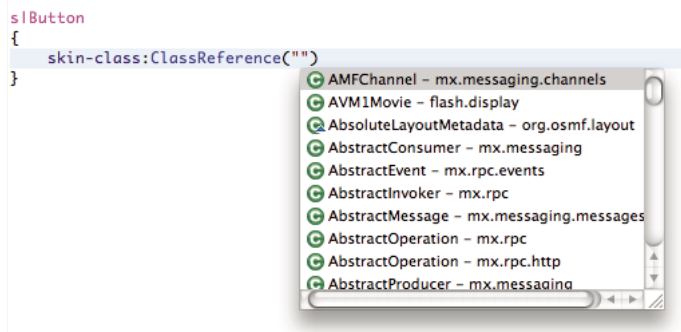 s|Button
{
skin-class:ClassReference("")
}
AMFChannel – mx.messaging.channels
AVM1Movie – flash.display
AbsoluteLayoutMetadata – org.osmf.layout
AbstractConsumer – mx.messaging
AbstractEvent – mx.rpc.events
AbstractInvoker – mx.rpc
AbstractMessage – mx.messaging.messages
AbstractOperation – mx.rpc
AbstractOperation – mx.rpc.http
AbstractProducer – mx.messaging